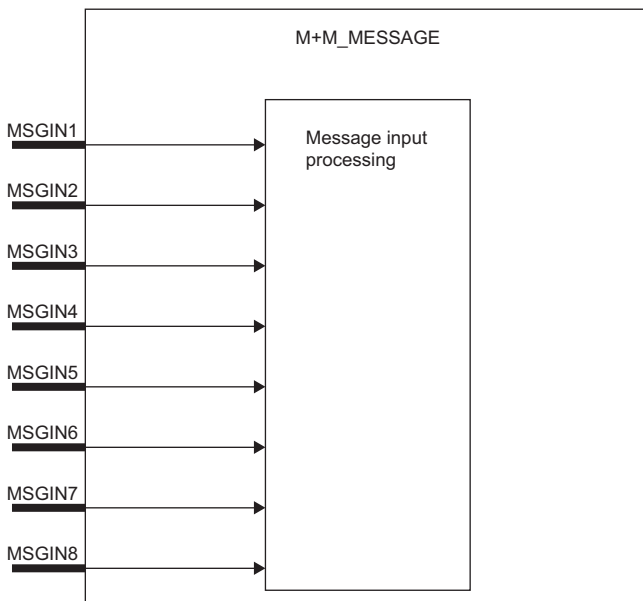 M+M_MESSAGE
MSGIN1
Message input
processing
MSGIN2
MSGIN3
MSGIN4
MSGIN5
MSGIN6
MSGIN7
MSGIN8